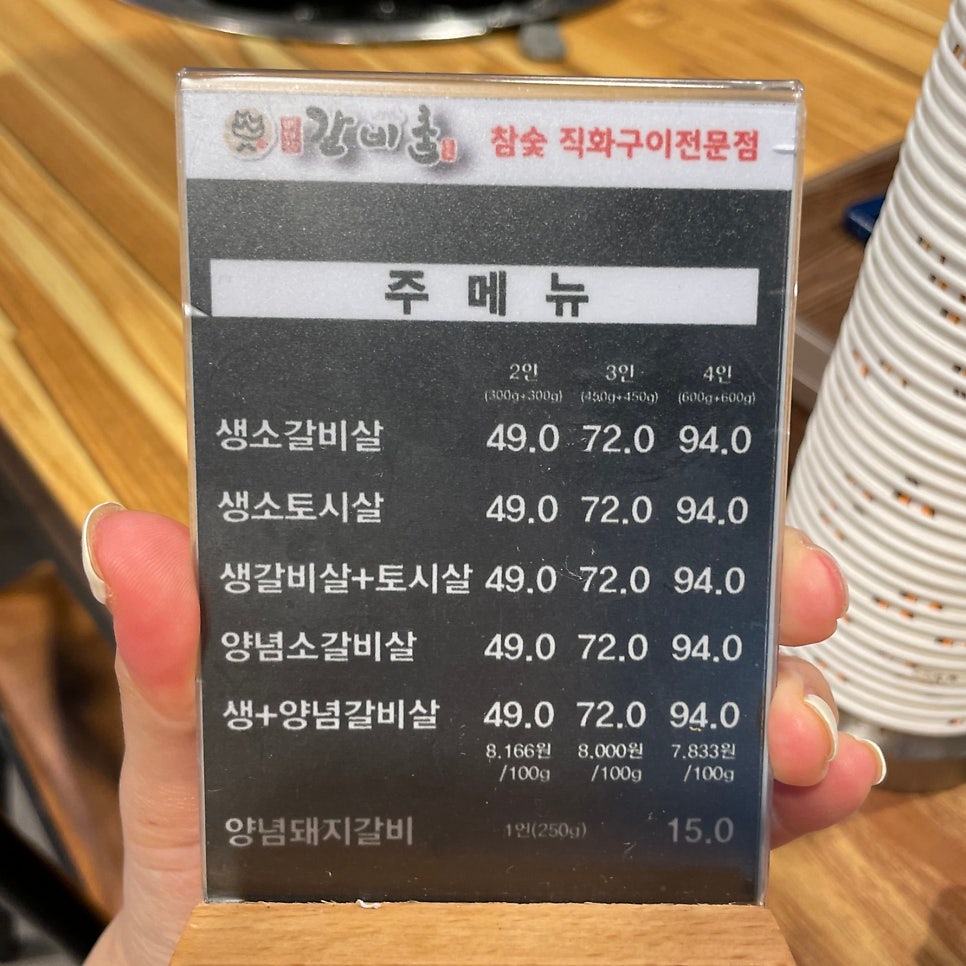 갈비촌 참숯 직화구이전문점
주 메 뉴
2인 3인 4인
(300g+300g) (450g+450g) (600g+600g)
생소갈비살 49.0 72.0 94.0
생소토시살 49.0 72.0 94.0
생갈비살+토시살 49.0 72.0 94.0
양념소갈비살 49.0 72.0 94.0
생+양념갈비살 49.0 72.0 94.0
8.166원 8.000원 7.833원
/100g /100g /100g
양념돼지갈비 1인(250g) 15.0